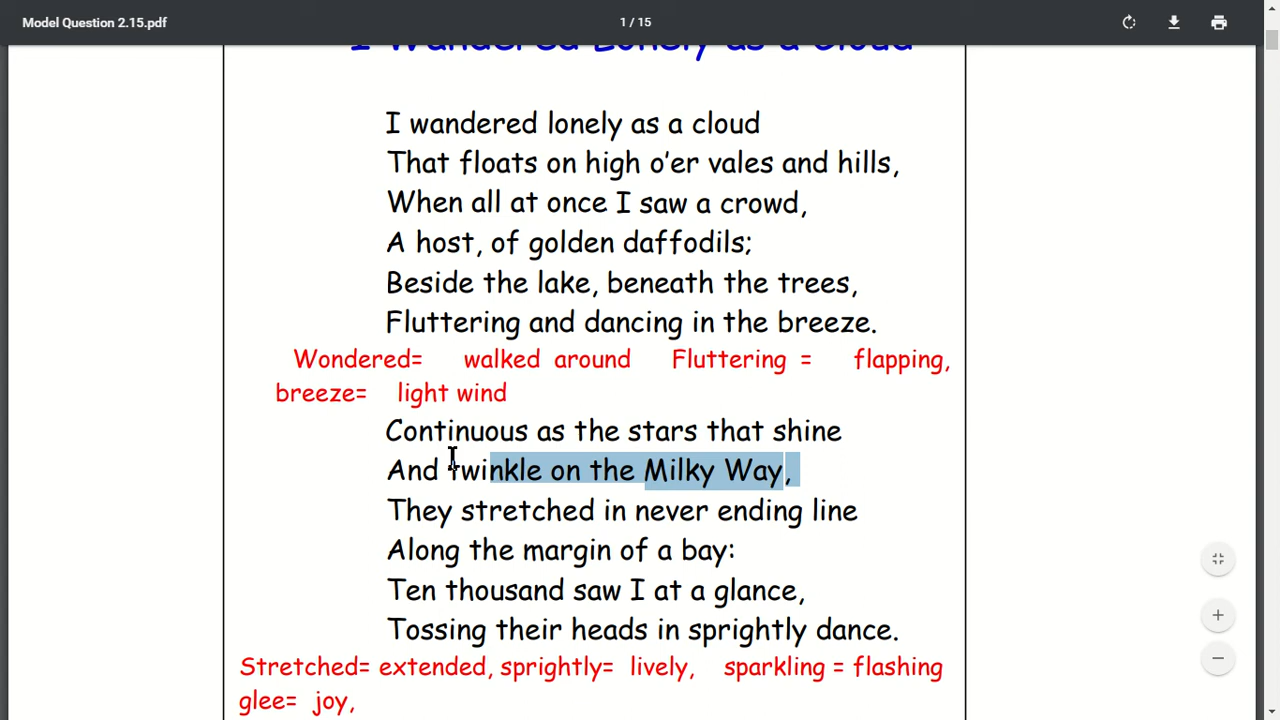 Model Question 2.15.pdf
1 / 15
I Wandered Lonely as a Cloud
I wandered lonely as a cloud
That floats on high o'er vales and hills,
When all at once I saw a crowd,
A host, of golden daffodils;
Beside the lake, beneath the trees,
Fluttering and dancing in the breeze.
Wondered= walked around Fluttering = flapping,
breeze= light wind
Continuous as the stars that shine
And twinkle on the Milky Way,
They stretched in never ending line
Along the margin of a bay:
Ten thousand saw I at a glance,
Tossing their heads in sprightly dance.
Stretched= extended, sprightly= lively, sparkling = flashing
glee= joy,